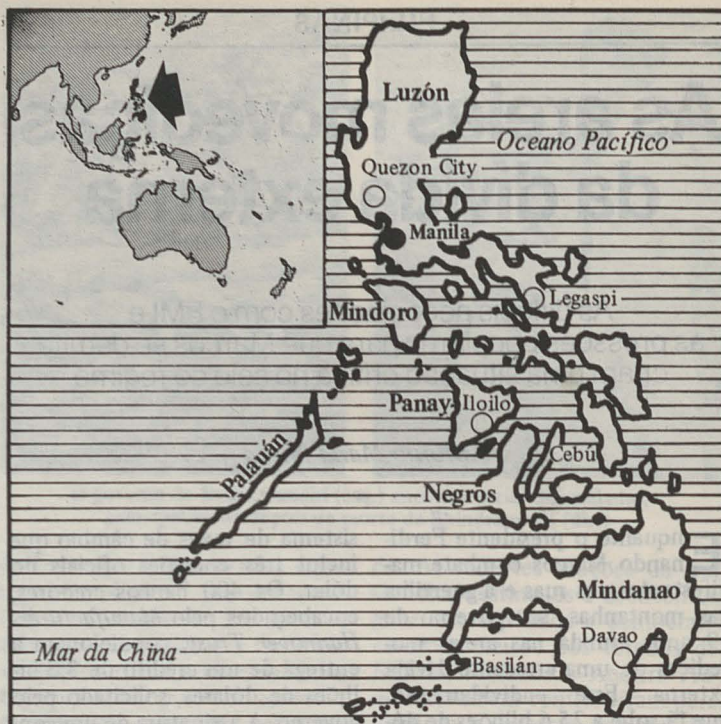 Luzón
Oceano Pacífico
Quezon City
Manila
Legaspi
Mindoro
Panay
Iloilo
Palauán
Cebú
Negros
Mindanao
Davao
Mar da China
Basilán